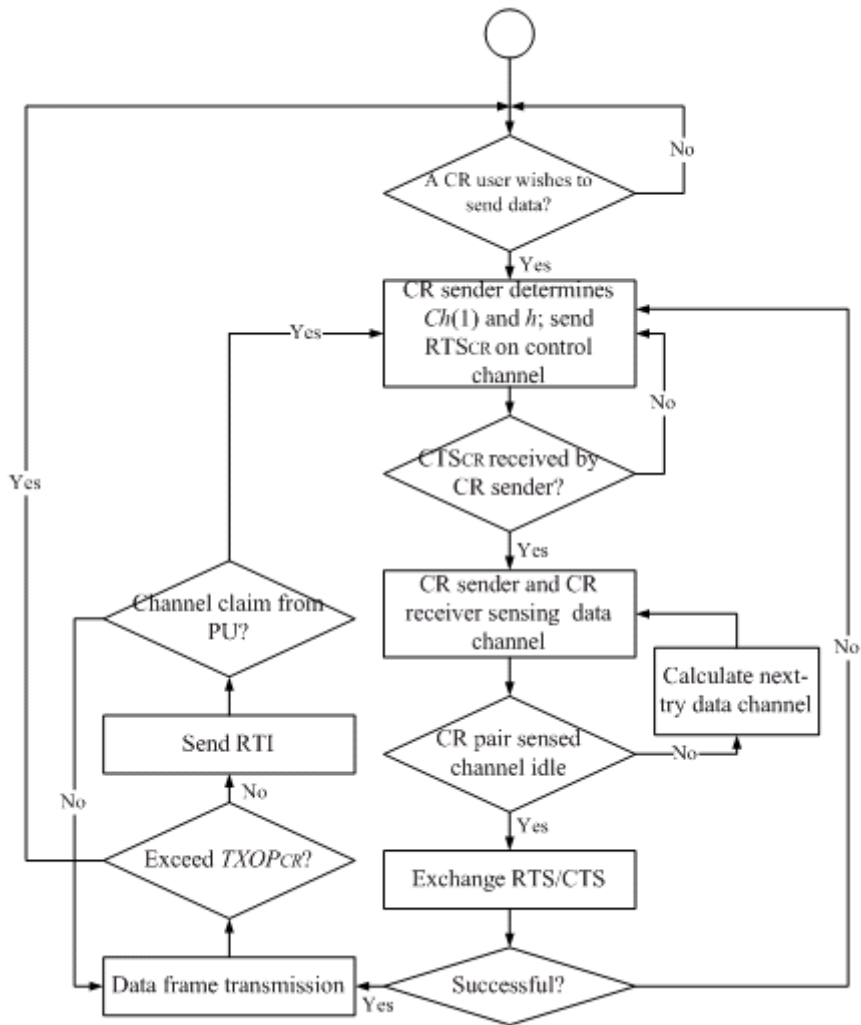 No
A CR user wishes to
send data?
Yes
CR sender determines
Ch(1) and h; send
RTSCR on control
channel
Yes
No
CTSCR received by
CR sender?
Yes
Yes
Channel claim from
PU?
CR sender and CR
receiver sensing data
channel
No
Calculate next-
try data channel
Send RTI
CR pair sensed
channel idle
No
No
No
Yes
Exceed TXOPCR?
Exchange RTS/CTS
Data frame transmission
Yes
Successful?